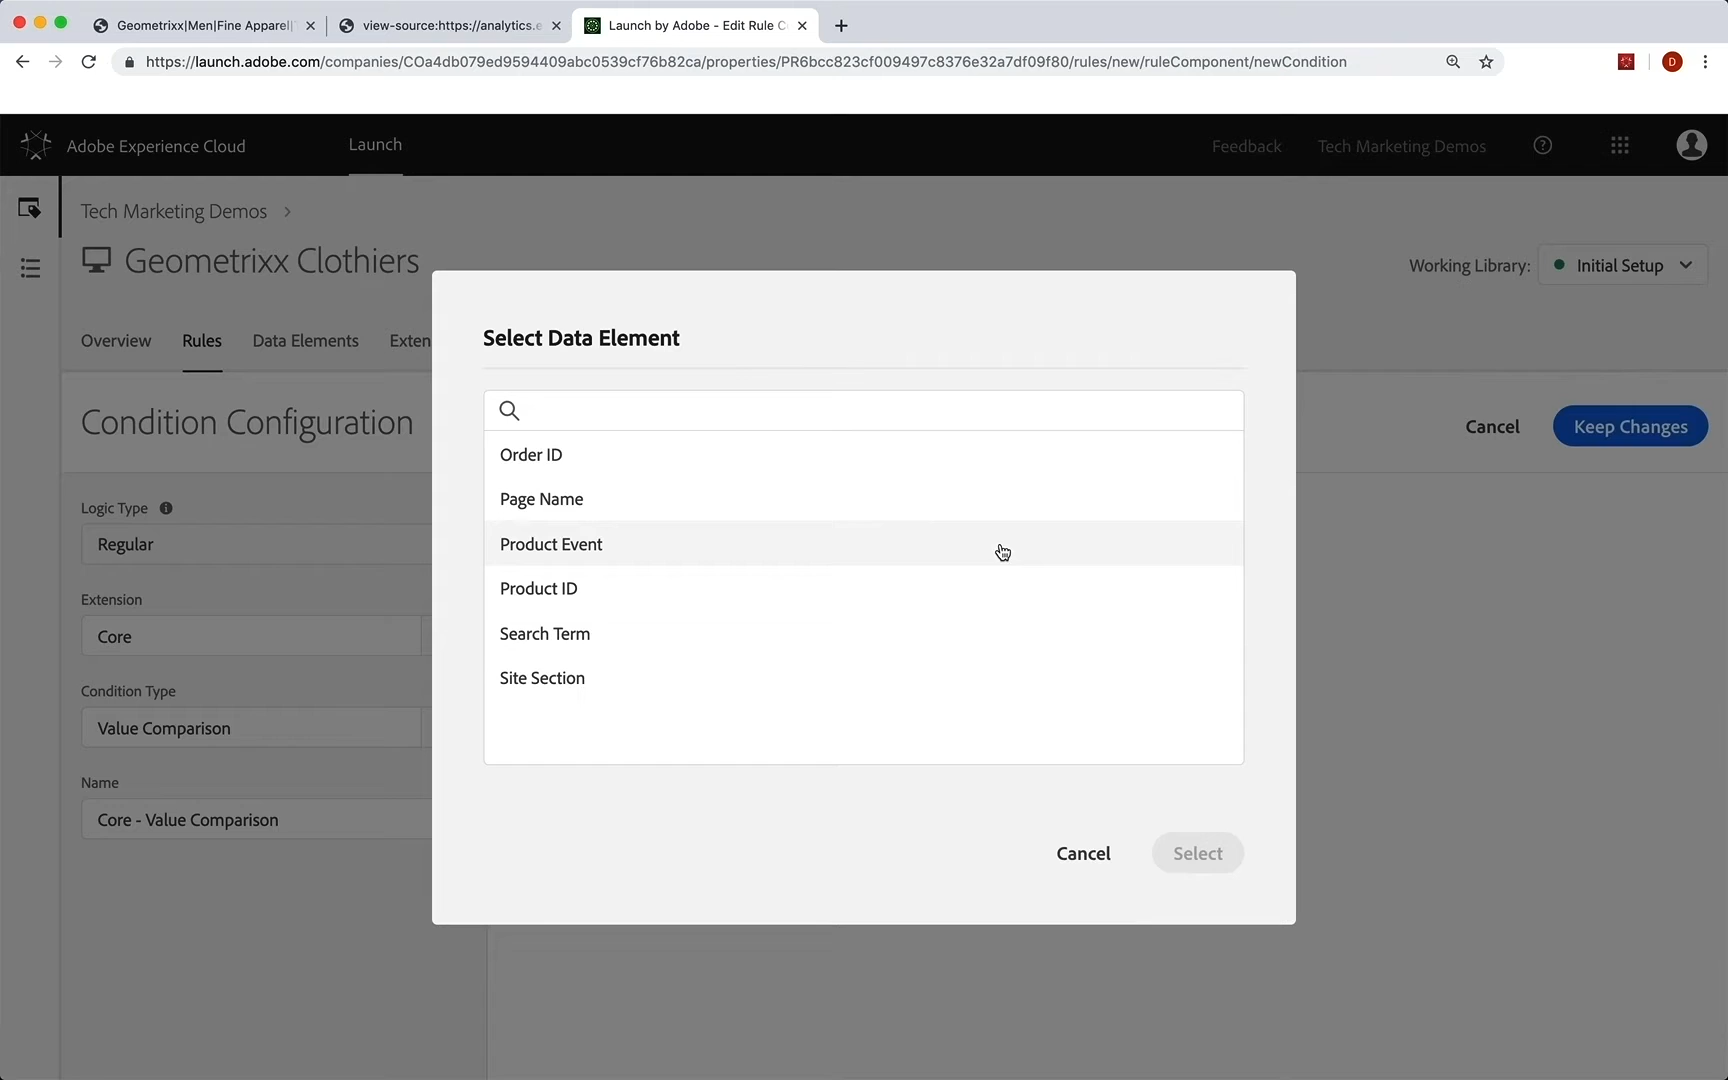 Geometrixx|Men|Fine Apparel|
view-source:https://analytics.e
Launch by Adobe - Edit Rule C
https://launch.adobe.com/companies/COa4db079ed9594409abc0539cf76b82ca/properties/PR6bcc823cf009497c8376e32a7df09f80/rules/new/ruleComponent/newCondition
D
Adobe Experience Cloud
Launch
Feedback
Tech Marketing Demos
Tech Marketing Demos
Geometrixx Clothiers
Working Library:
Initial Setup
Overview
Rules
Data Elements
Exten
Condition Configuration
Cancel
Keep Changes
Logic Type
Regular
Extension
Core
Condition Type
Value Comparison
Name
Core - Value Comparison
Select Data Element
Order ID
Page Name
Product Event
Product ID
Search Term
Site Section
Cancel
Select